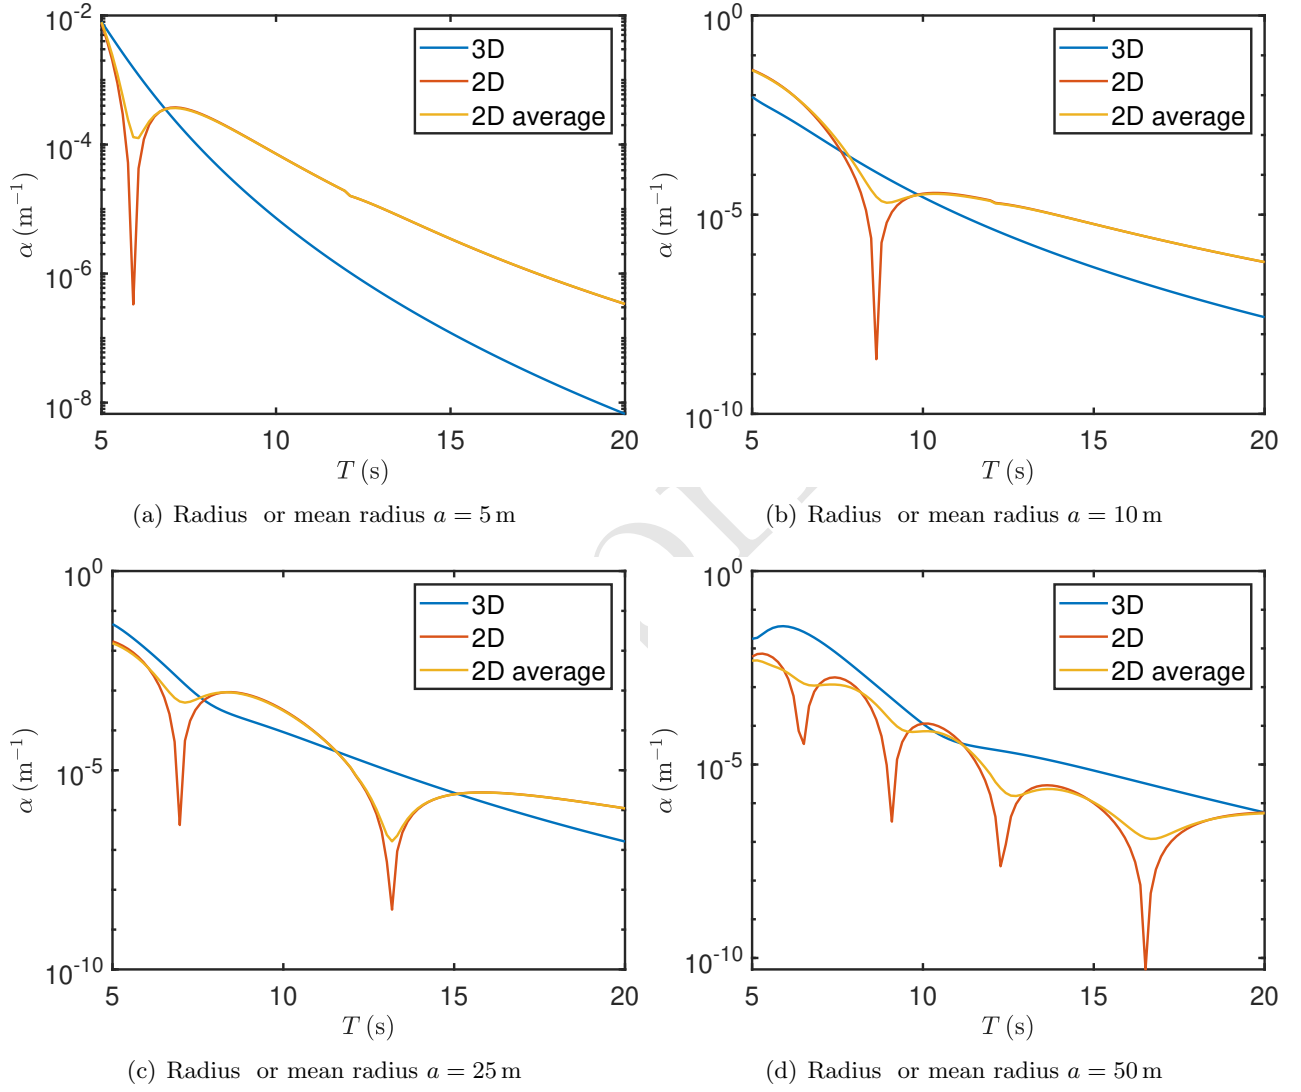 10^-2
10^-4
10^-6
10^-8
α (m^-1)
5 10 15 20
T (s)
3D
2D
2D average
(a) Radius or mean radius a = 5 m
10^0
10^-5
10^-10
α (m^-1)
5 10 15 20
T (s)
3D
2D
2D average
(b) Radius or mean radius a = 10 m
10^0
10^-5
10^-10
α (m^-1)
5 10 15 20
T (s)
3D
2D
2D average
(c) Radius or mean radius a = 25 m
10^0
10^-5
10^-10
α (m^-1)
5 10 15 20
T (s)
3D
2D
2D average
(d) Radius or mean radius a = 50 m